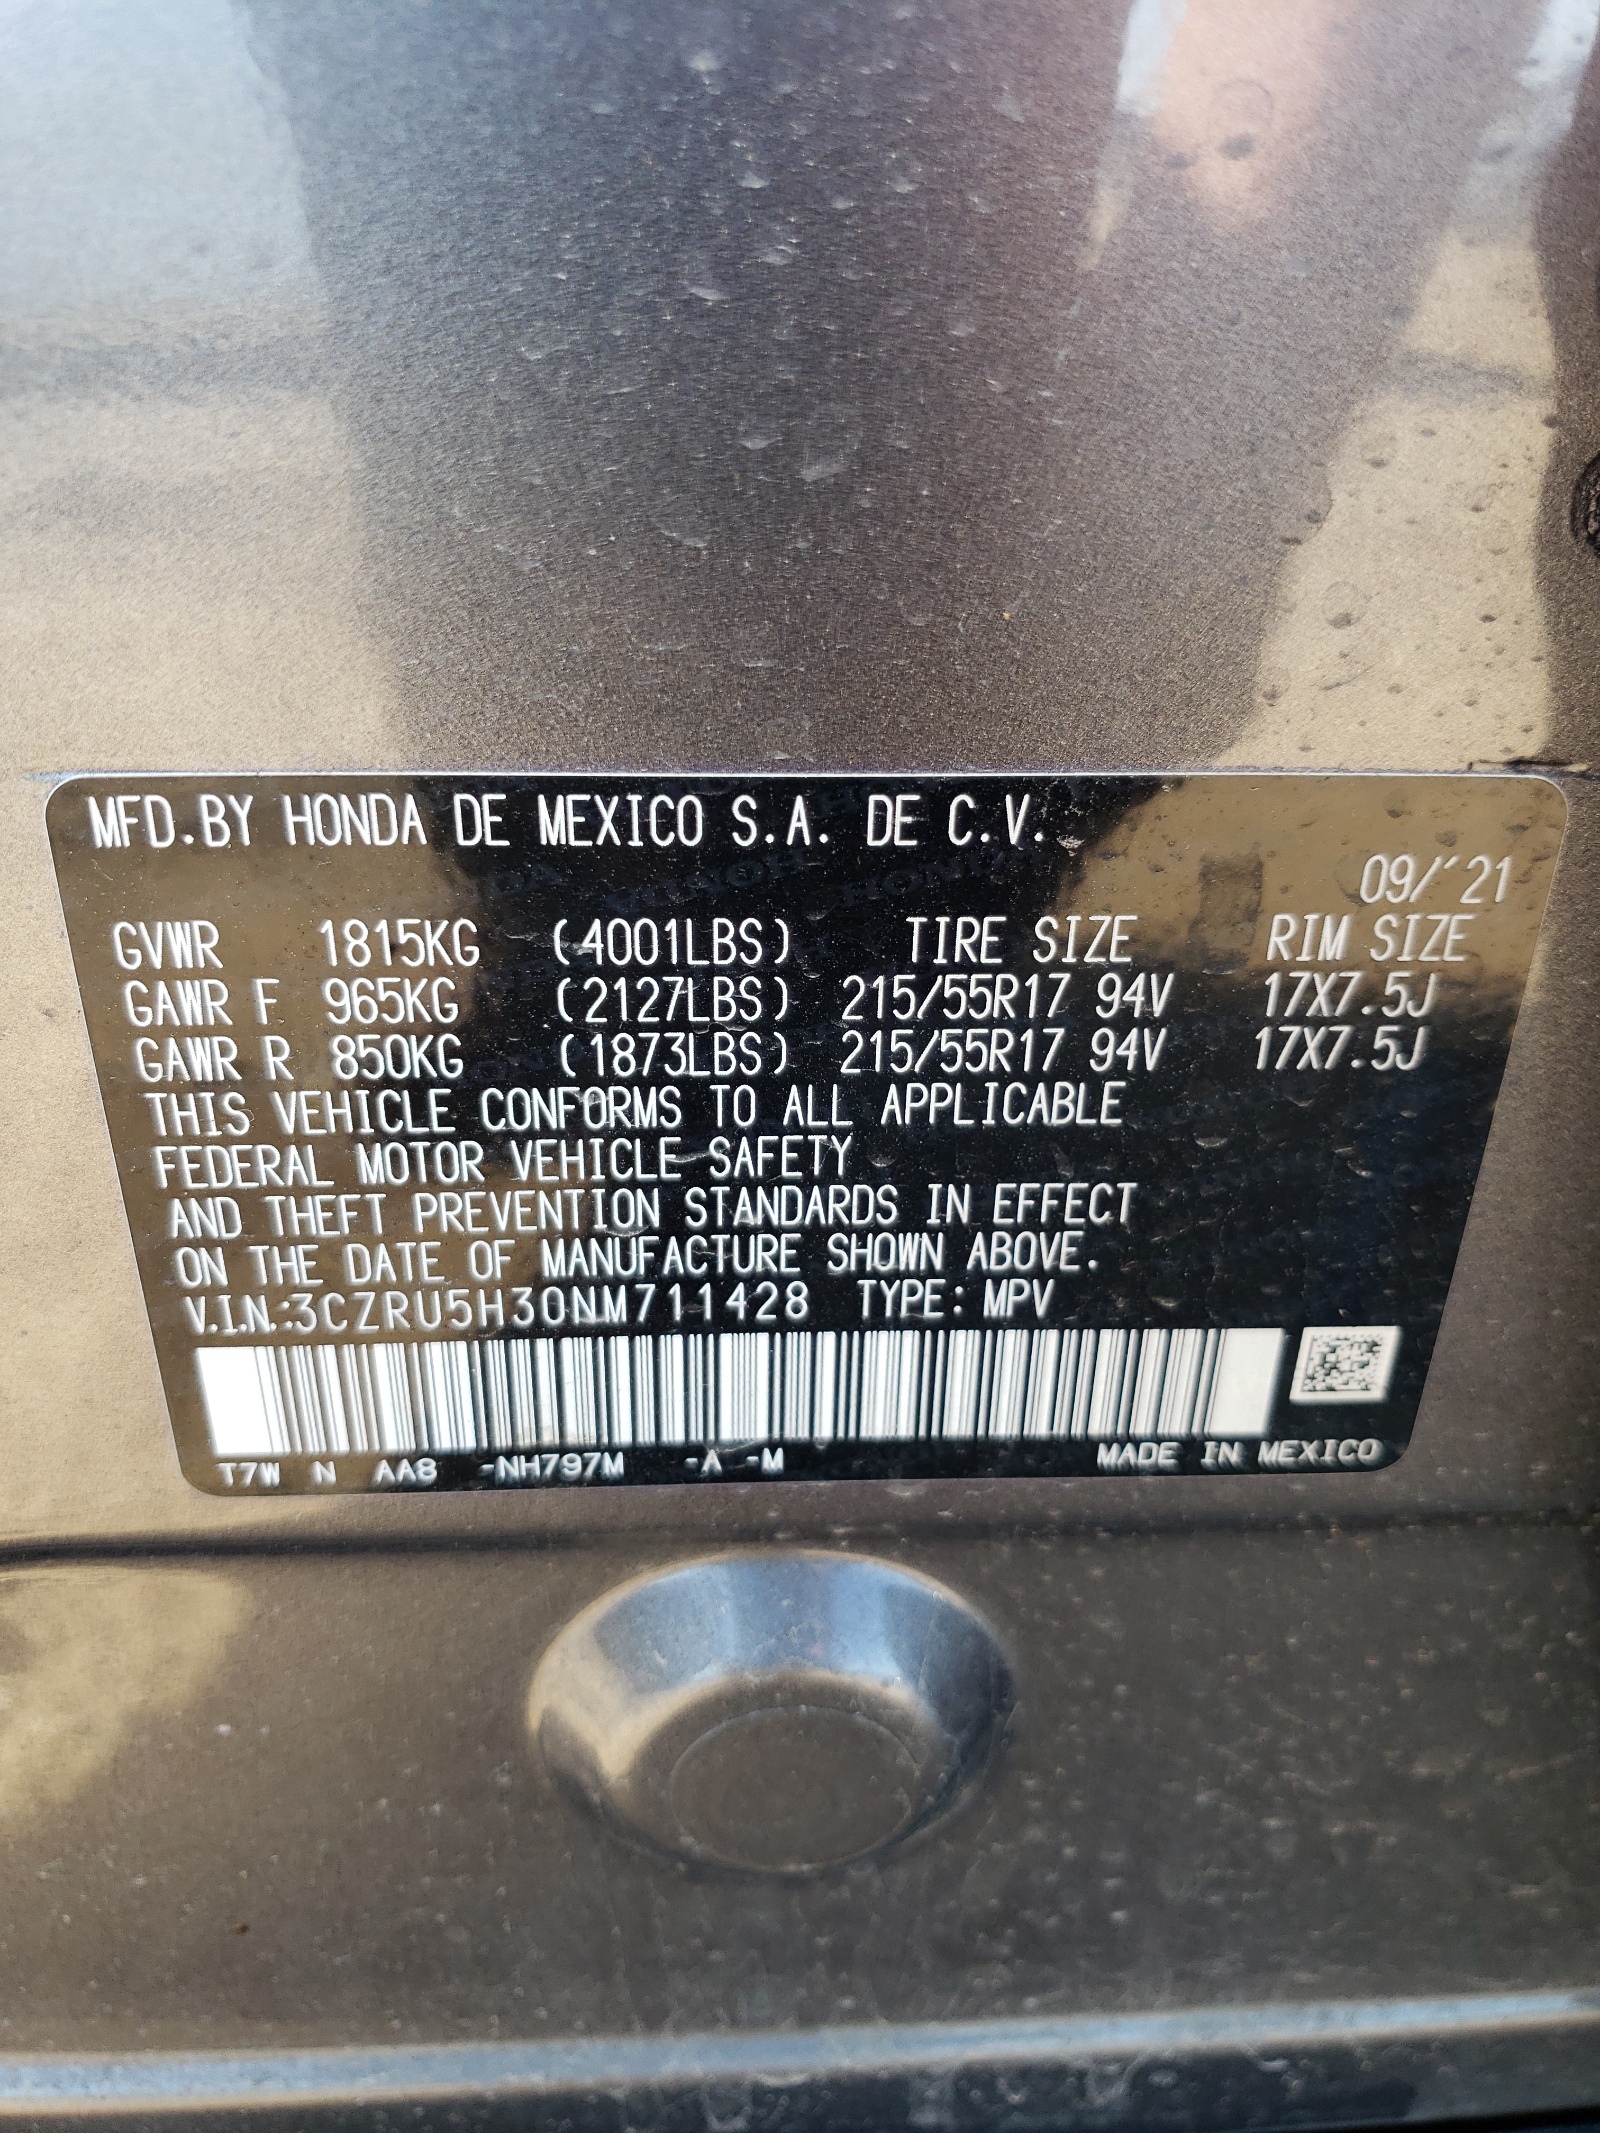 MFD.BY HONDA DE MEXICO S.A. DE C.V.
09/'21
GVWR 1815KG (4001LBS) TIRE SIZE RIM SIZE
GAWR F 965KG (2127LBS) 215/55R17 94V 17X7.5J
GAWR R 850KG (1873LBS) 215/55R17 94V 17X7.5J
THIS VEHICLE CONFORMS TO ALL APPLICABLE
FEDERAL MOTOR VEHICLE SAFETY
AND THEFT PREVENTION STANDARDS IN EFFECT
ON THE DATE OF MANUFACTURE SHOWN ABOVE.
V.I.N.:3CZRU5H30NM711428 TYPE: MPV
T7W N AA8 -NH797M -A -M MADE IN MEXICO